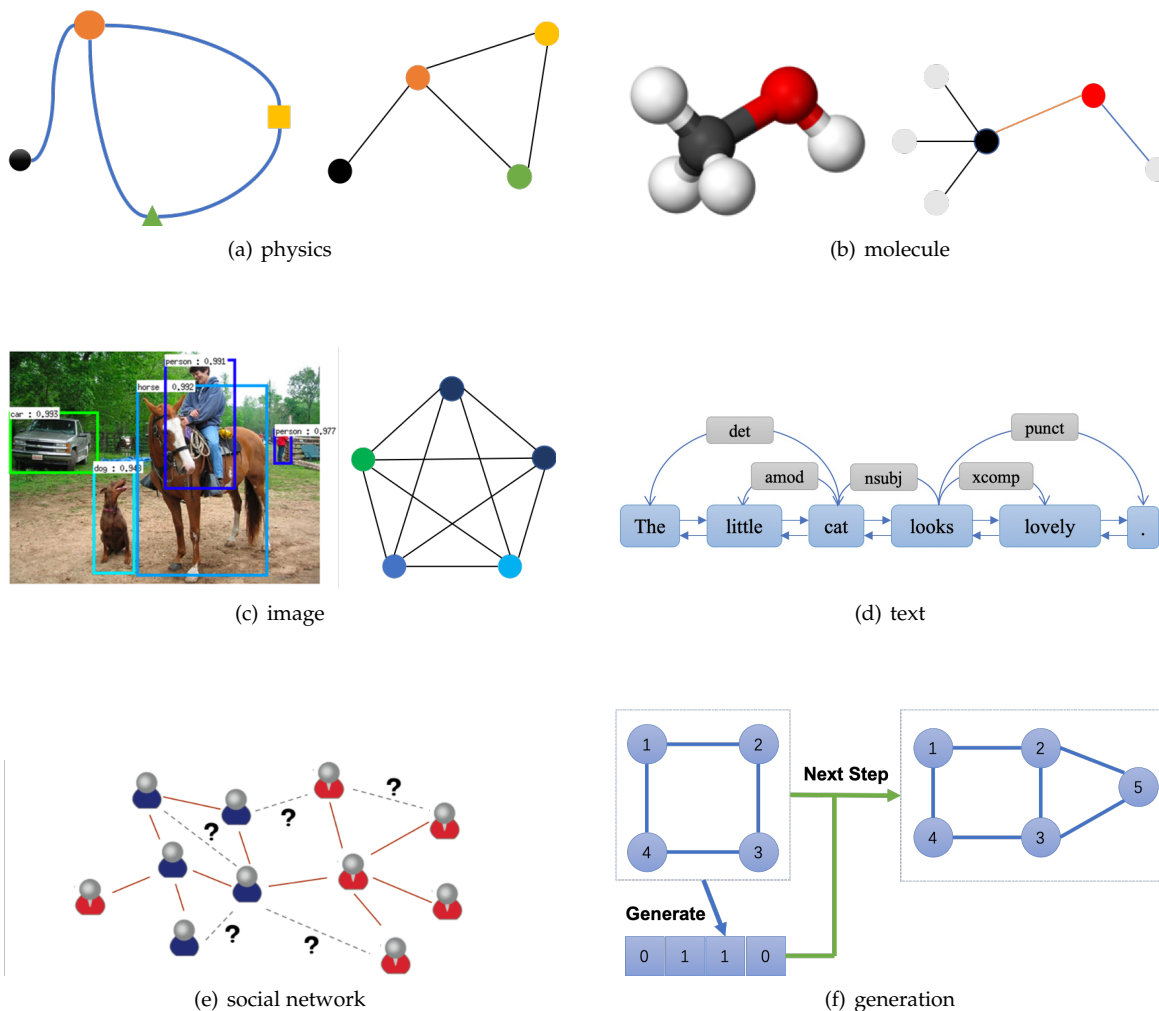 (a) physics
(b) molecule
person : 0.991
horse : 0.992
car : 0.993
person : 0.977
dog : 0.943
(c) image
det
punct
amod
nsubj
xcomp
The
little
cat
looks
lovely
.
(d) text
?
?
?
?
?
(e) social network
1
2
4
3
Next Step
1
2
5
4
3
Generate
0 1 1 0
(f) generation